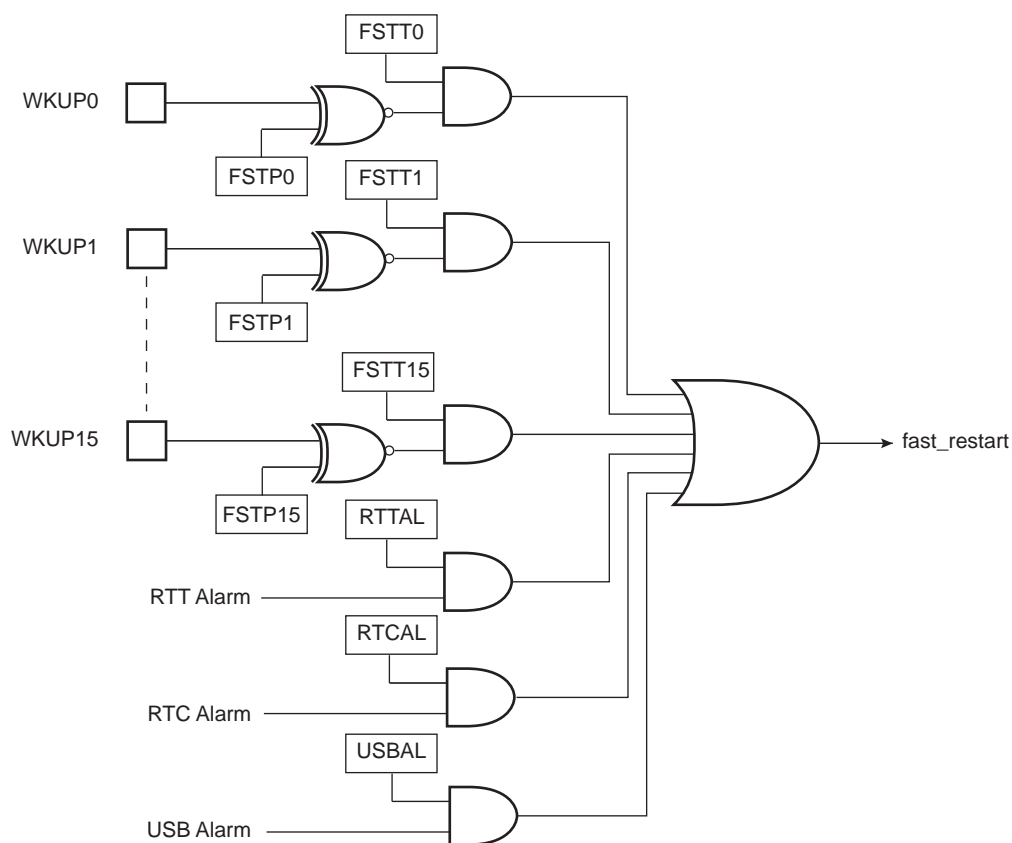 FSTT0
WKUP0
FSTP0
FSTT1
WKUP1
FSTP1
FSTT15
WKUP15
fast_restart
FSTP15
RTTAL
RTT Alarm
RTCAL
RTC Alarm
USBAL
USB Alarm